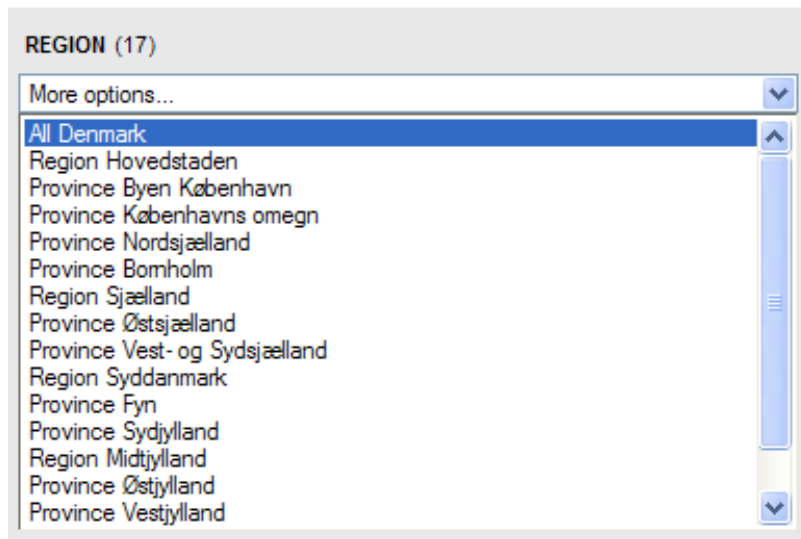 REGION (17)
More options...
All Denmark
Region Hovedstaden
Province Byen København
Province Københavns omegn
Province Nordsjælland
Province Bornholm
Region Sjælland
Province Østsjælland
Province Vest- og Sydsjælland
Region Syddanmark
Province Fyn
Province Sydjylland
Region Midtjylland
Province Østjylland
Province Vestjylland